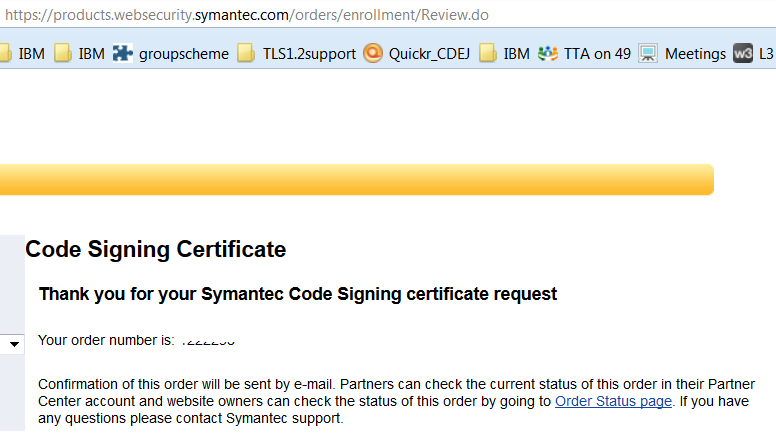 https://products.websecurity.symantec.com/orders/enrollment/Review.do
IBM IBM groupscheme TLS1.2support Quickr_CDEJ IBM TTA on 49 Meetings w3 L3
Code Signing Certificate
Thank you for your Symantec Code Signing certificate request
Your order number is:
Confirmation of this order will be sent by e-mail. Partners can check the current status of this order in their Partner
Center account and website owners can check the status of this order by going to Order Status page. If you have
any questions please contact Symantec support.